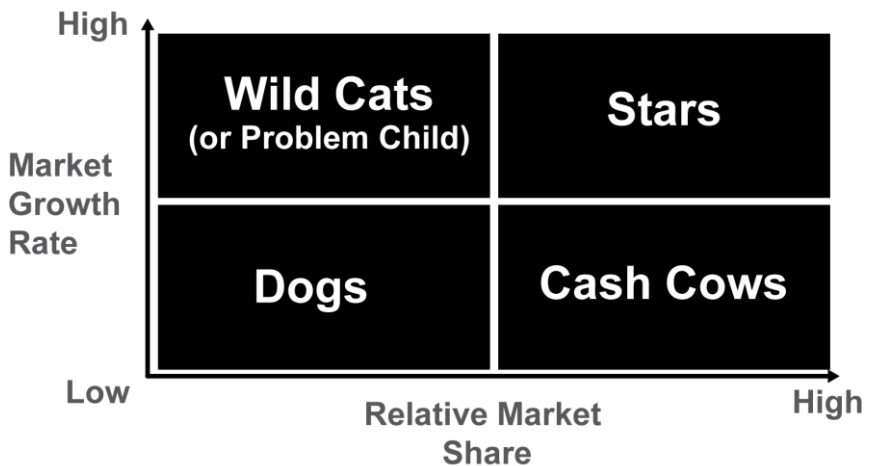 High
Wild Cats
(or Problem Child)
Stars
Market
Growth
Rate
Dogs
Cash Cows
Low
High
Relative Market
Share